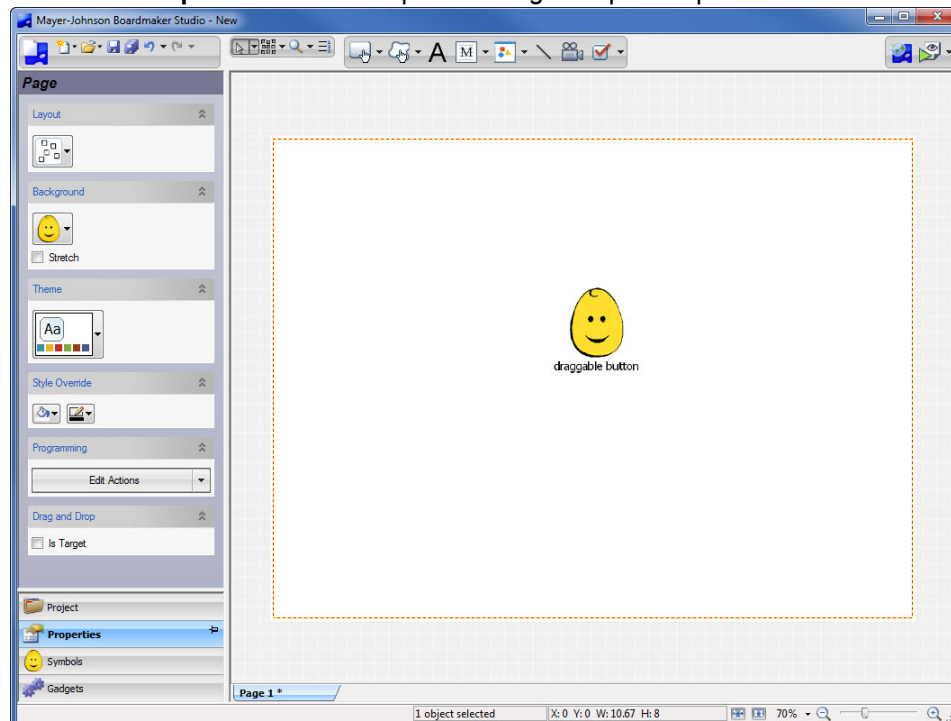 Mayer-Johnson Boardmaker Studio - New
A
M
Page
Layout
Background
Stretch
Theme
Aa
Style Override
Programming
Edit Actions
Drag and Drop
Is Target
draggable button
Project
Properties
Symbols
Gadgets
Page 1 *
1 object selected
X: 0 Y: 0 W: 10.67 H: 8
70%